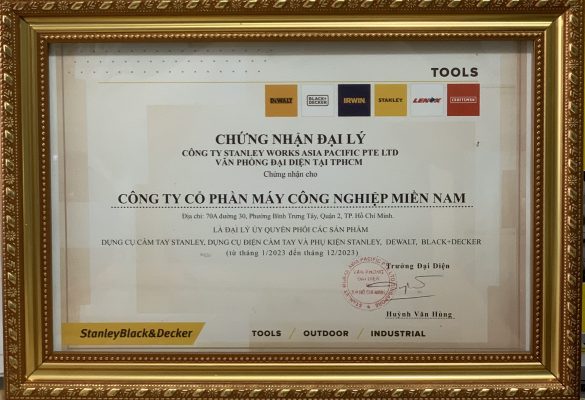 TOOLS
DEWALT BLACK+DECKER IRWIN STANLEY LENOX CRAFTSMAN
CHỨNG NHẬN ĐẠI LÝ
CÔNG TY STANLEY WORKS ASIA PACIFIC PTE LTD
VĂN PHÒNG ĐẠI DIỆN TẠI TPHCM
Chứng nhận cho
CÔNG TY CỔ PHẦN MÁY CÔNG NGHIỆP MIỀN NAM
Địa chỉ: 70A đường 30, Phường Bình Trưng Tây, Quận 2, TP. Hồ Chí Minh.
LÀ ĐẠI LÝ ỦY QUYỀN PHỐI CÁC SẢN PHẨM
DỤNG CỤ CẦM TAY STANLEY, DỤNG CỤ ĐIỆN CẦM TAY VÀ PHỤ KIỆN STANLEY, DEWALT, BLACK+DECKER
(từ tháng 1/2023 đến tháng 12/2023)
Trưởng Đại Diện
VĂN PHÒNG
ĐẠI DIỆN
Huỳnh Văn Hùng
StanleyBlack&Decker
TOOLS / OUTDOOR / INDUSTRIAL